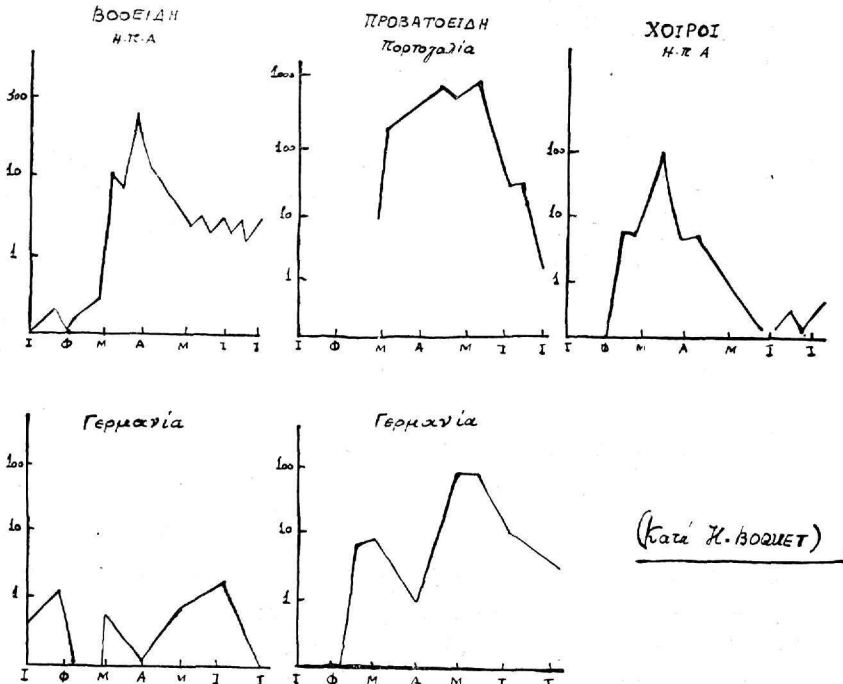 ΒΟΟΕΙΔΗ
Η.Π.Α
300
10
1
Ι Φ Μ Α Μ Ι Ι
ΠΡΟΒΑΤΟΕΙΔΗ
Πορτογαλία
1000
100
10
1
Ι Φ Μ Α Μ Ι Ι
ΧΟΙΡΟΙ
Η.Π Α
100
10
1
Ι Φ Μ Α Μ Ι Ι
Γερμανία
100
10
1
Ι Φ Μ Α Μ Ι Ι
Γερμανία
100
10
1
Ι Φ Μ Α Μ Ι Ι
(Κατά H. BOQUET)